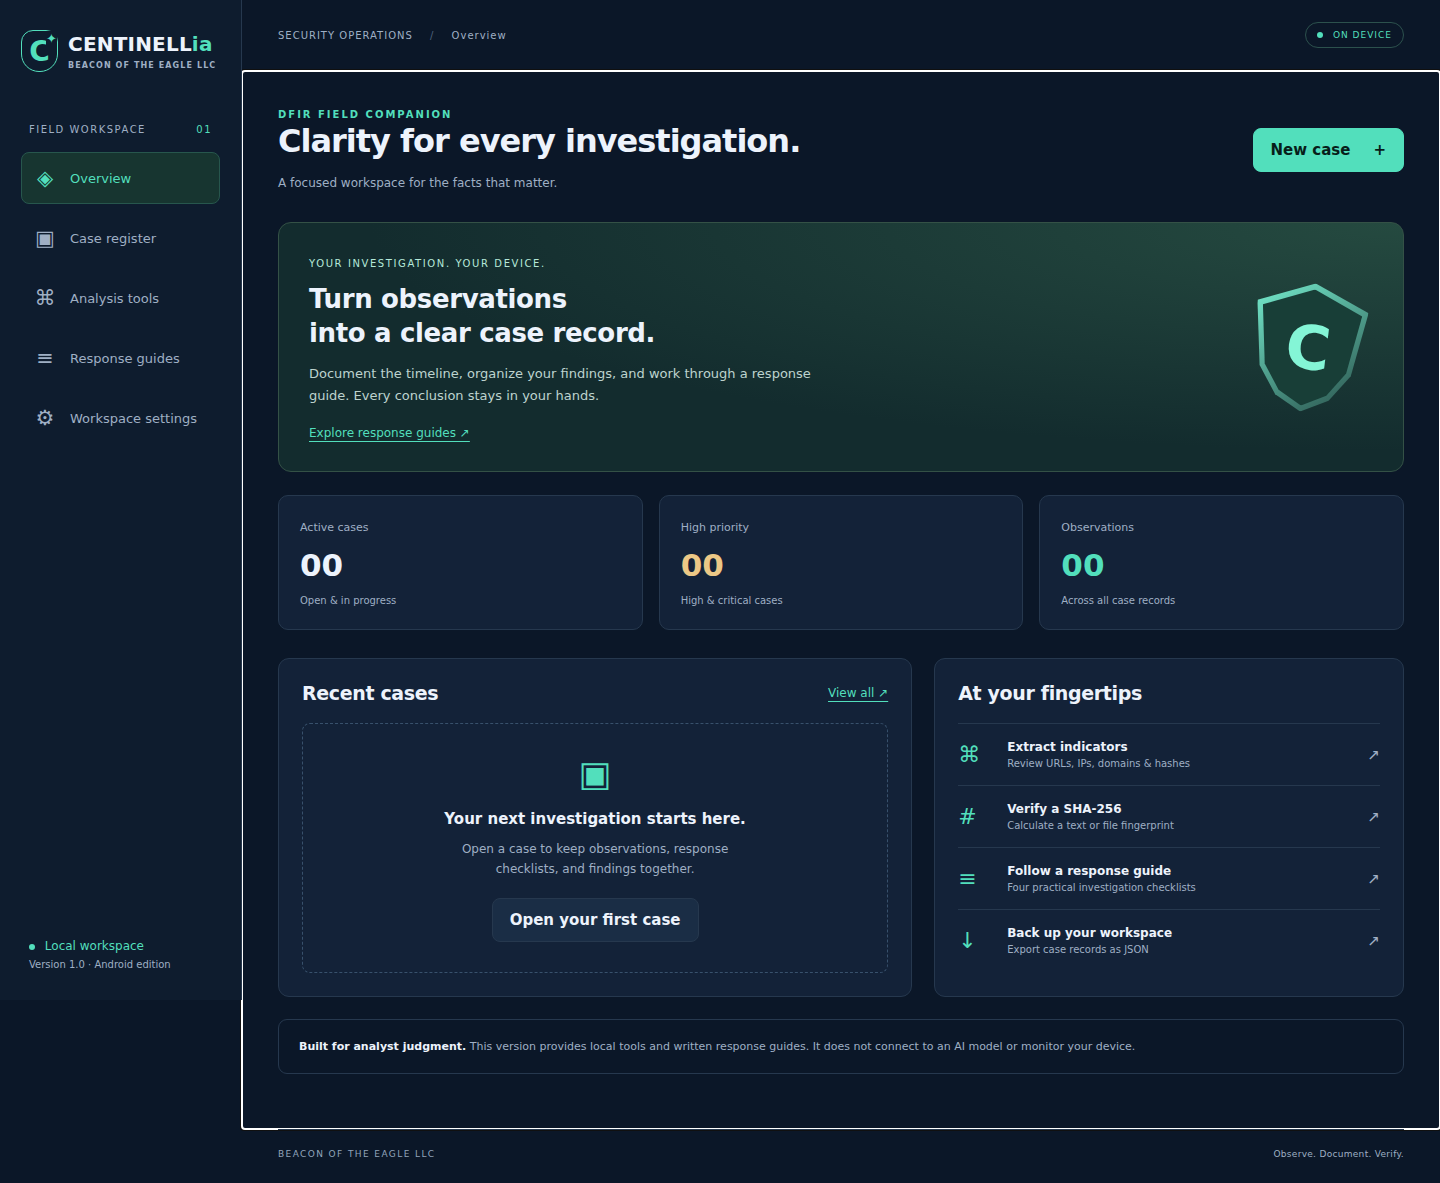 C
CENTINELLia
BEACON OF THE EAGLE LLC
FIELD WORKSPACE 01
Overview
Case register
Analysis tools
Response guides
Workspace settings
Local workspace
Version 1.0 · Android edition
SECURITY OPERATIONS / Overview
ON DEVICE
DFIR FIELD COMPANION
Clarity for every investigation.
A focused workspace for the facts that matter.
New case +
YOUR INVESTIGATION. YOUR DEVICE.
Turn observations
into a clear case record.
Document the timeline, organize your findings, and work through a response
guide. Every conclusion stays in your hands.
Explore response guides ↗
C
Active cases
00
Open & in progress
High priority
00
High & critical cases
Observations
00
Across all case records
Recent cases
View all ↗
Your next investigation starts here.
Open a case to keep observations, response
checklists, and findings together.
Open your first case
At your fingertips
⌘ Extract indicators ↗
Review URLs, IPs, domains & hashes
# Verify a SHA-256 ↗
Calculate a text or file fingerprint
≡ Follow a response guide ↗
Four practical investigation checklists
↓ Back up your workspace ↗
Export case records as JSON
Built for analyst judgment. This version provides local tools and written response guides. It does not connect to an AI model or monitor your device.
BEACON OF THE EAGLE LLC
Observe. Document. Verify.